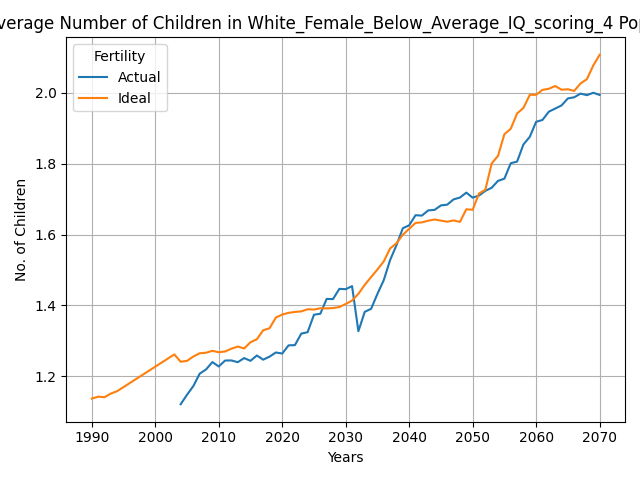 verage Number of Children in White_Female_Below_Average_IQ_scoring_4 Pop
Fertility
Actual
Ideal
No. of Children
2.0
1.8
1.6
1.4
1.2
1990 2000 2010 2020 2030 2040 2050 2060 2070
Years